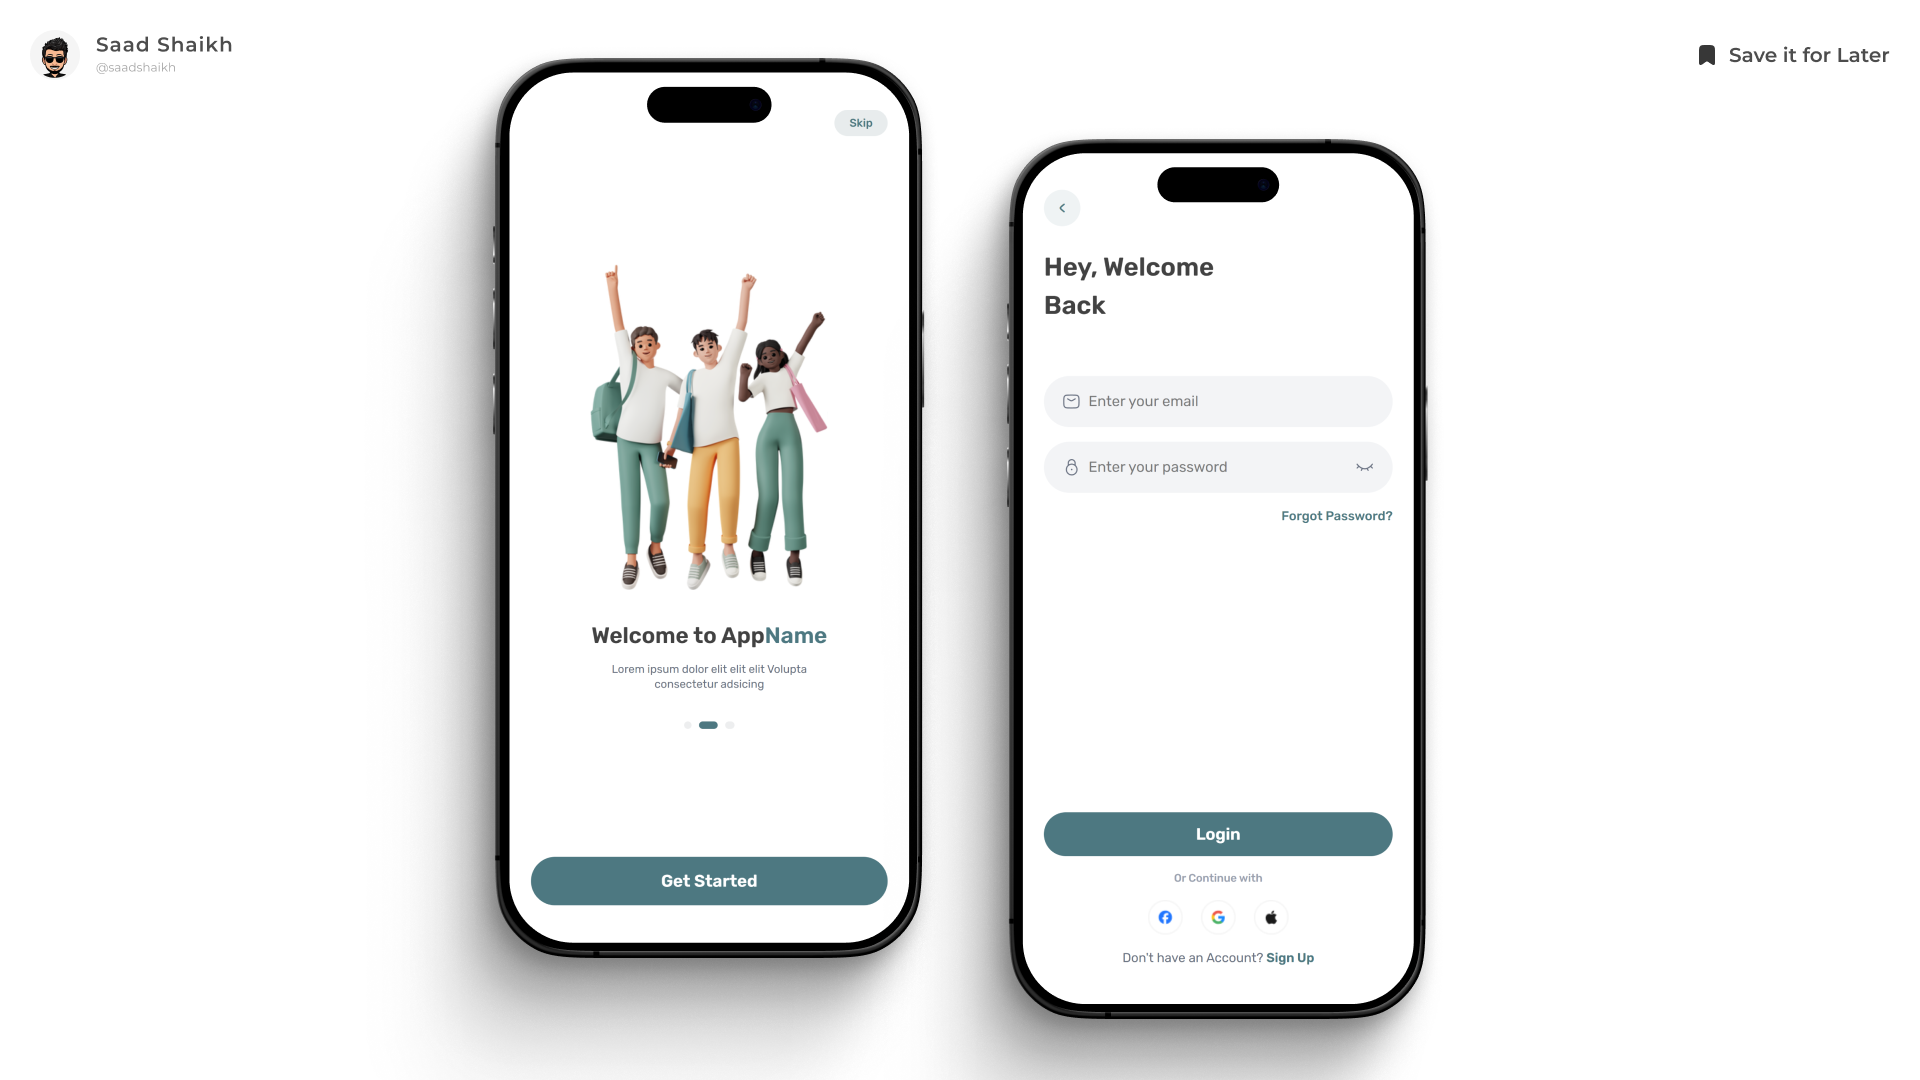 Saad Shaikh
@saadshaikh
Save it for Later
Skip
Welcome to AppName
Lorem ipsum dolor elit elit elit Volupta
consectetur adsicing
Get Started
Hey, Welcome
Back
Enter your email
Enter your password
Forgot Password?
Login
Or Continue with
Don't have an Account? Sign Up